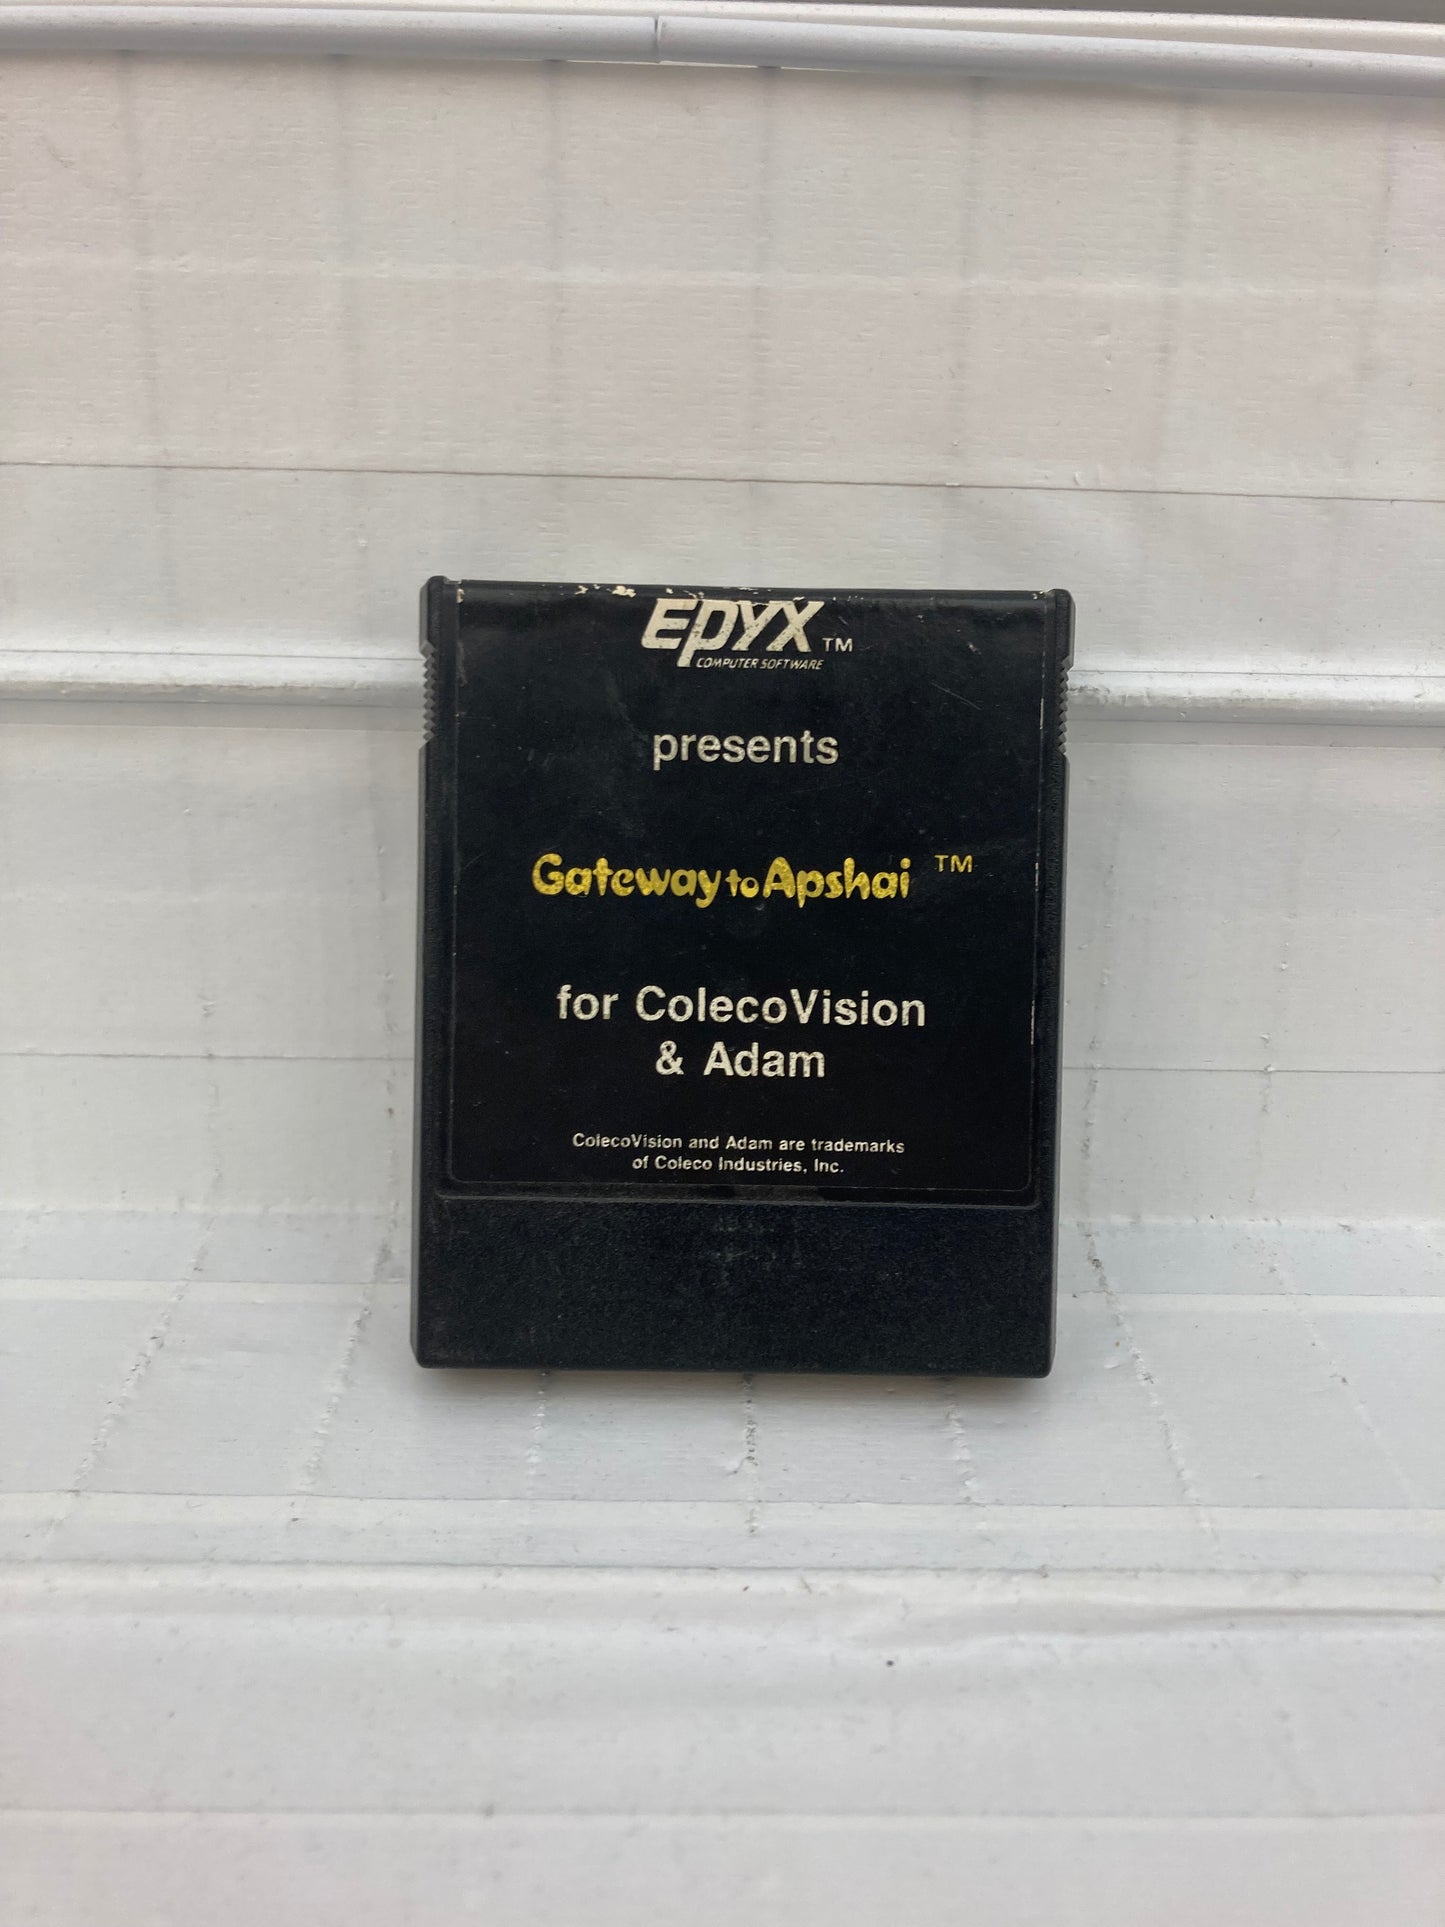 EPYX TM
COMPUTER SOFTWARE
presents
Gateway to Apshai TM
for ColecoVision
& Adam
ColecoVision and Adam are trademarks
of Coleco Industries, Inc.